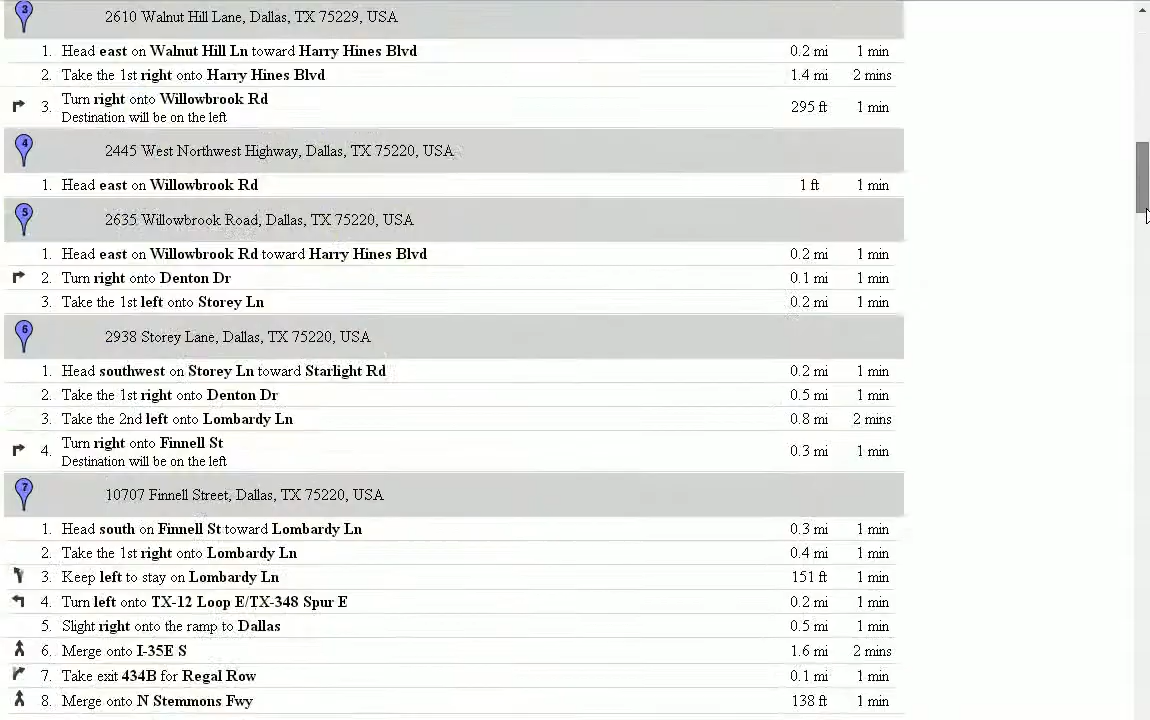 3
2610 Walnut Hill Lane, Dallas, TX 75229, USA
1. Head east on Walnut Hill Ln toward Harry Hines Blvd 0.2 mi 1 min
2. Take the 1st right onto Harry Hines Blvd 1.4 mi 2 mins
3. Turn right onto Willowbrook Rd 295 ft 1 min
Destination will be on the left
4
2445 West Northwest Highway, Dallas, TX 75220, USA
1. Head east on Willowbrook Rd 1 ft 1 min
5
2635 Willowbrook Road, Dallas, TX 75220, USA
1. Head east on Willowbrook Rd toward Harry Hines Blvd 0.2 mi 1 min
2. Turn right onto Denton Dr 0.1 mi 1 min
3. Take the 1st left onto Storey Ln 0.2 mi 1 min
6
2938 Storey Lane, Dallas, TX 75220, USA
1. Head southwest on Storey Ln toward Starlight Rd 0.2 mi 1 min
2. Take the 1st right onto Denton Dr 0.5 mi 1 min
3. Take the 2nd left onto Lombardy Ln 0.8 mi 2 mins
4. Turn right onto Finnell St 0.3 mi 1 min
Destination will be on the left
7
10707 Finnell Street, Dallas, TX 75220, USA
1. Head south on Finnell St toward Lombardy Ln 0.3 mi 1 min
2. Take the 1st right onto Lombardy Ln 0.4 mi 1 min
3. Keep left to stay on Lombardy Ln 151 ft 1 min
4. Turn left onto TX-12 Loop E/TX-348 Spur E 0.2 mi 1 min
5. Slight right onto the ramp to Dallas 0.5 mi 1 min
6. Merge onto I-35E S 1.6 mi 2 mins
7. Take exit 434B for Regal Row 0.1 mi 1 min
8. Merge onto N Stemmons Fwy 138 ft 1 min